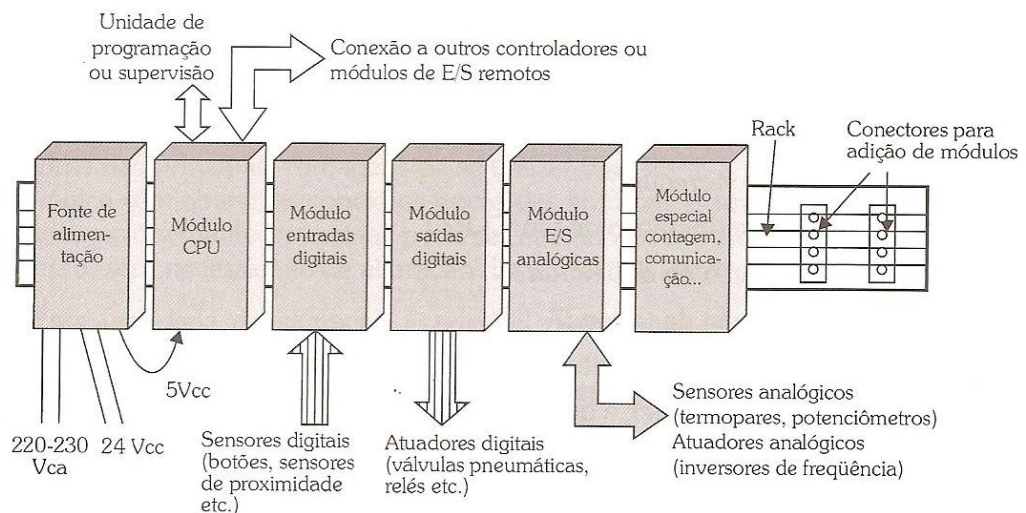 Unidade de
programação
ou supervisão
Conexão a outros controladores ou
módulos de E/S remotos
Rack
Conectores para
adição de módulos
Fonte de
alimen-
tação
Módulo
CPU
Módulo
entradas
digitais
Módulo
saídas
digitais
Módulo
E/S
analógicas
Módulo
especial
contagem,
comunica-
ção...
5Vcc
220-230
Vca
24 Vcc
Sensores digitais
(botões, sensores
de proximidade
etc.)
Atuadores digitais
(válvulas pneumáticas,
relés etc.)
Sensores analógicos
(termopares, potenciômetros)
Atuadores analógicos
(inversores de freqüência)